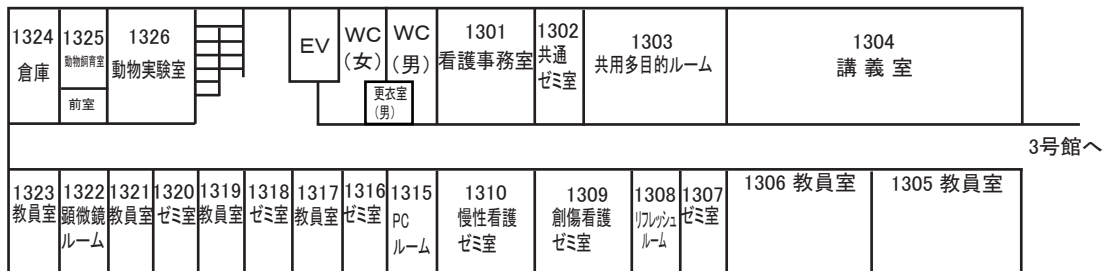 1324
倉庫
1325
動物飼育室
前室
1326
動物実験室
EV
WC
(女)
WC
(男)
更衣室
(男)
1301
看護事務室
1302
共通
ゼミ室
1303
共用多目的ルーム
1304
講義室
3号館へ
1323
教員室
1322
顕微鏡
ルーム
1321
教員室
1320
ゼミ室
1319
教員室
1318
ゼミ室
1317
教員室
1316
ゼミ室
1315
PC
ルーム
1310
慢性看護
ゼミ室
1309
創傷看護
ゼミ室
1308
リフレッシュ
ルーム
1307
ゼミ室
1306 教員室
1305 教員室